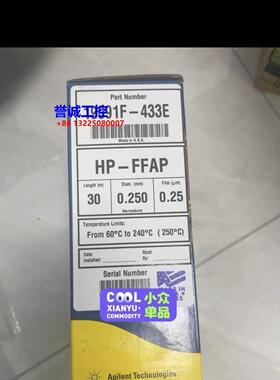 Part Number
誉诚工控
+86 13225080007
91F-433E
Made in U.S.A.
HP-FFAP
Length (m) Diam. (mm) Film (µm)
30 0.250 0.25
Narrowbore
Temperature Limits:
From 60°C to 240°C (250°C)
Date Installed: Rcvd By:
Serial Number
COOL 小众
XIANYU- 单品
COMMODITY
Agilent Technologies